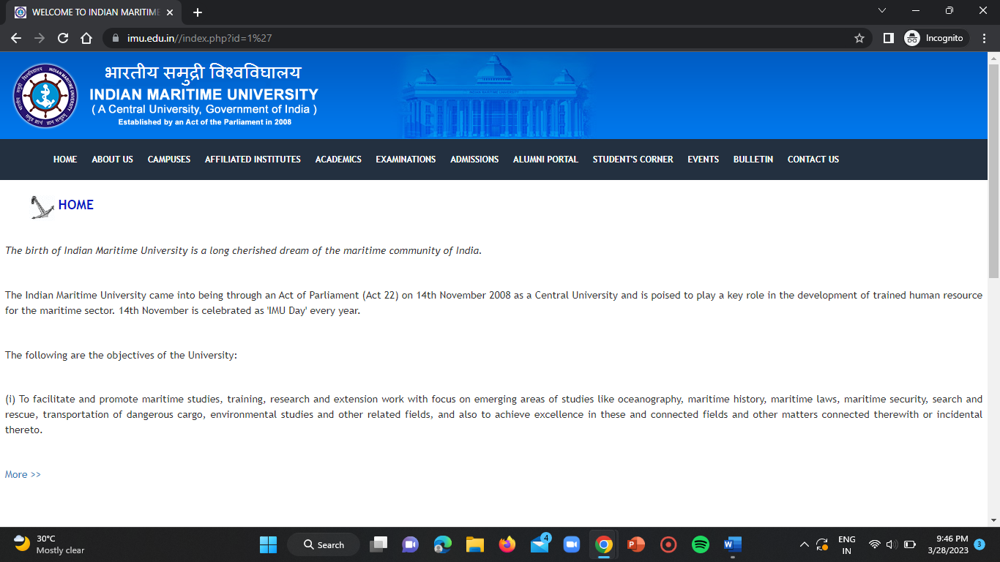 WELCOME TO INDIAN MARITIME
imu.edu.in//index.php?id=1%27
Incognito
भारतीय समुद्री विश्वविघालय
INDIAN MARITIME UNIVERSITY
( A Central University, Government of India )
Established by an Act of the Parliament in 2008
HOME ABOUT US CAMPUSES AFFILIATED INSTITUTES ACADEMICS EXAMINATIONS ADMISSIONS ALUMNI PORTAL STUDENT'S CORNER EVENTS BULLETIN CONTACT US
HOME
The birth of Indian Maritime University is a long cherished dream of the maritime community of India.
The Indian Maritime University came into being through an Act of Parliament (Act 22) on 14th November 2008 as a Central University and is poised to play a key role in the development of trained human resource
for the maritime sector. 14th November is celebrated as 'IMU Day' every year.
The following are the objectives of the University:
(i) To facilitate and promote maritime studies, training, research and extension work with focus on emerging areas of studies like oceanography, maritime history, maritime laws, maritime security, search and
rescue, transportation of dangerous cargo, environmental studies and other related fields, and also to achieve excellence in these and connected fields and other matters connected therewith or incidental
thereto.
More >>
30°C
Mostly clear
Search
4
ENG
IN
9:46 PM
3/28/2023
3